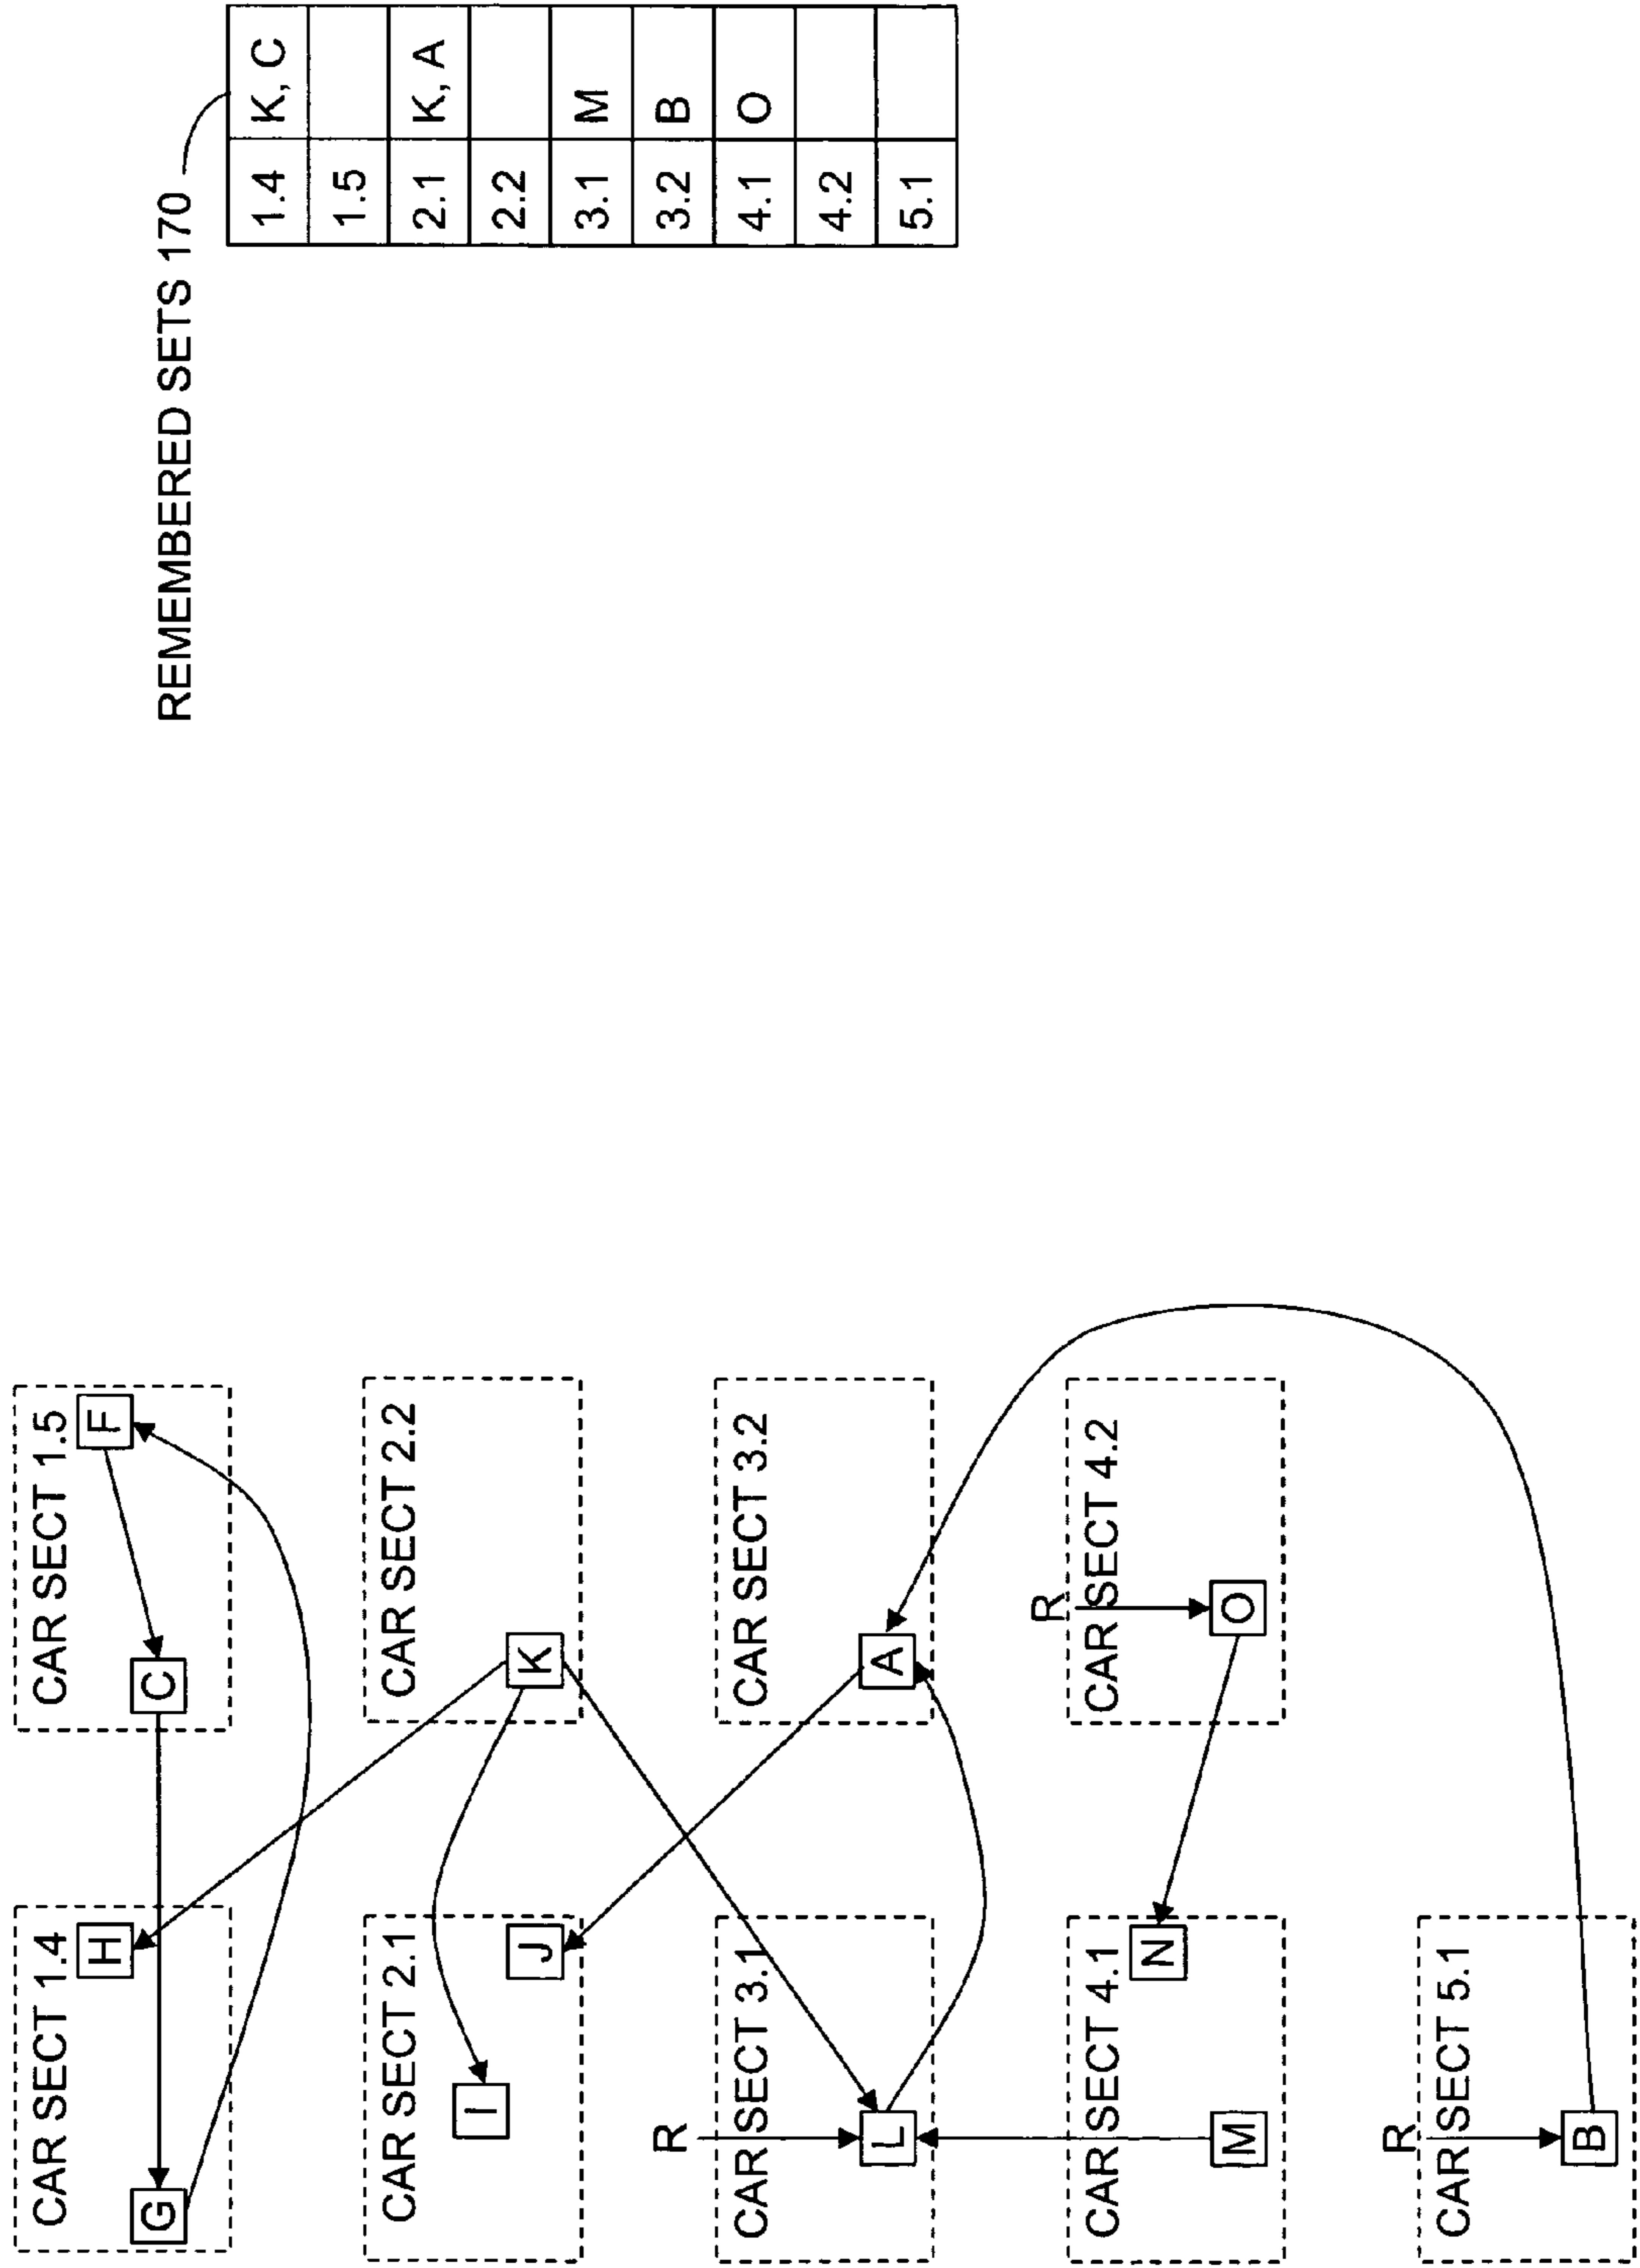 CAR SECT 1.4
H
G
CAR SECT 1.5
F
C
CAR SECT 2.1
I
J
CAR SECT 2.2
K
R
CAR SECT 3.1
L
CAR SECT 3.2
A
CAR SECT 4.1
N
M
R
CAR SECT 4.2
O
R
CAR SECT 5.1
B
REMEMBERED SETS 170
1.4 K, C
1.5
2.1 K, A
2.2
3.1 M
3.2 B
4.1 O
4.2
5.1